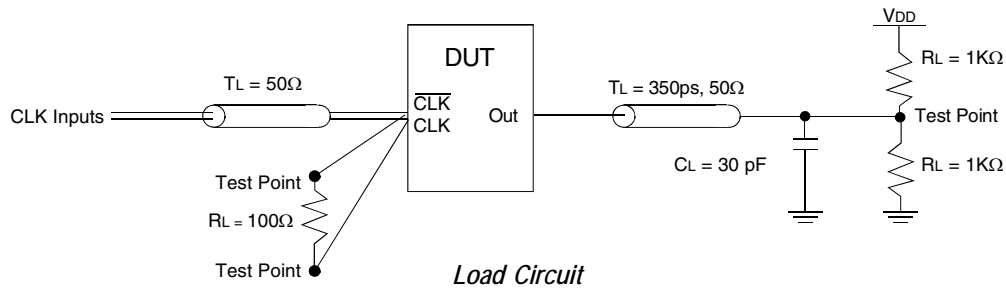 VDD
RL = 1KΩ
DUT
TL = 50Ω
TL = 350ps, 50Ω
CLK Inputs
C̅L̅K̅
CLK
Out
Test Point
CL = 30 pF
RL = 1KΩ
Test Point
RL = 100Ω
Test Point
Load Circuit